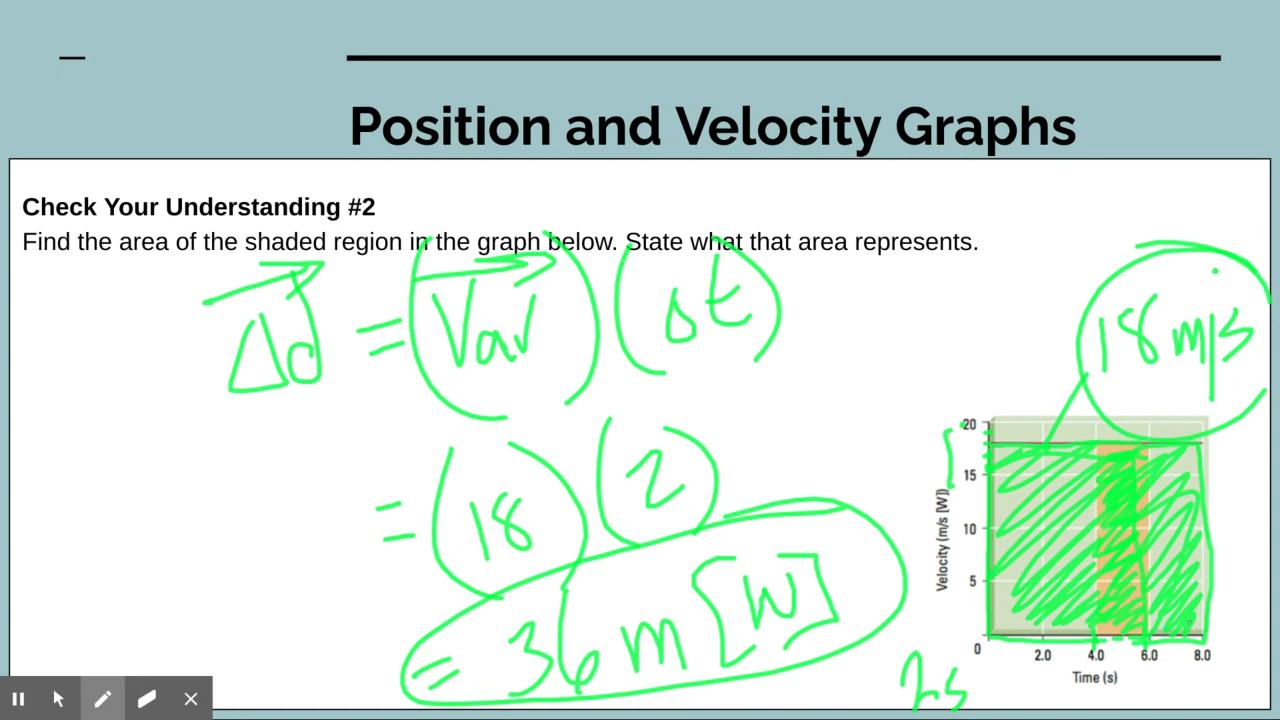 Position and Velocity Graphs
Check Your Understanding #2
Find the area of the shaded region in the graph below. State what that area represents.
Δd = (Vav) (Δt)
18 m/s
= (18) (2)
= 36 m [W]
20
15
10
5
0
Velocity (m/s [W])
2.0 4.0 6.0 8.0
Time (s)
2s